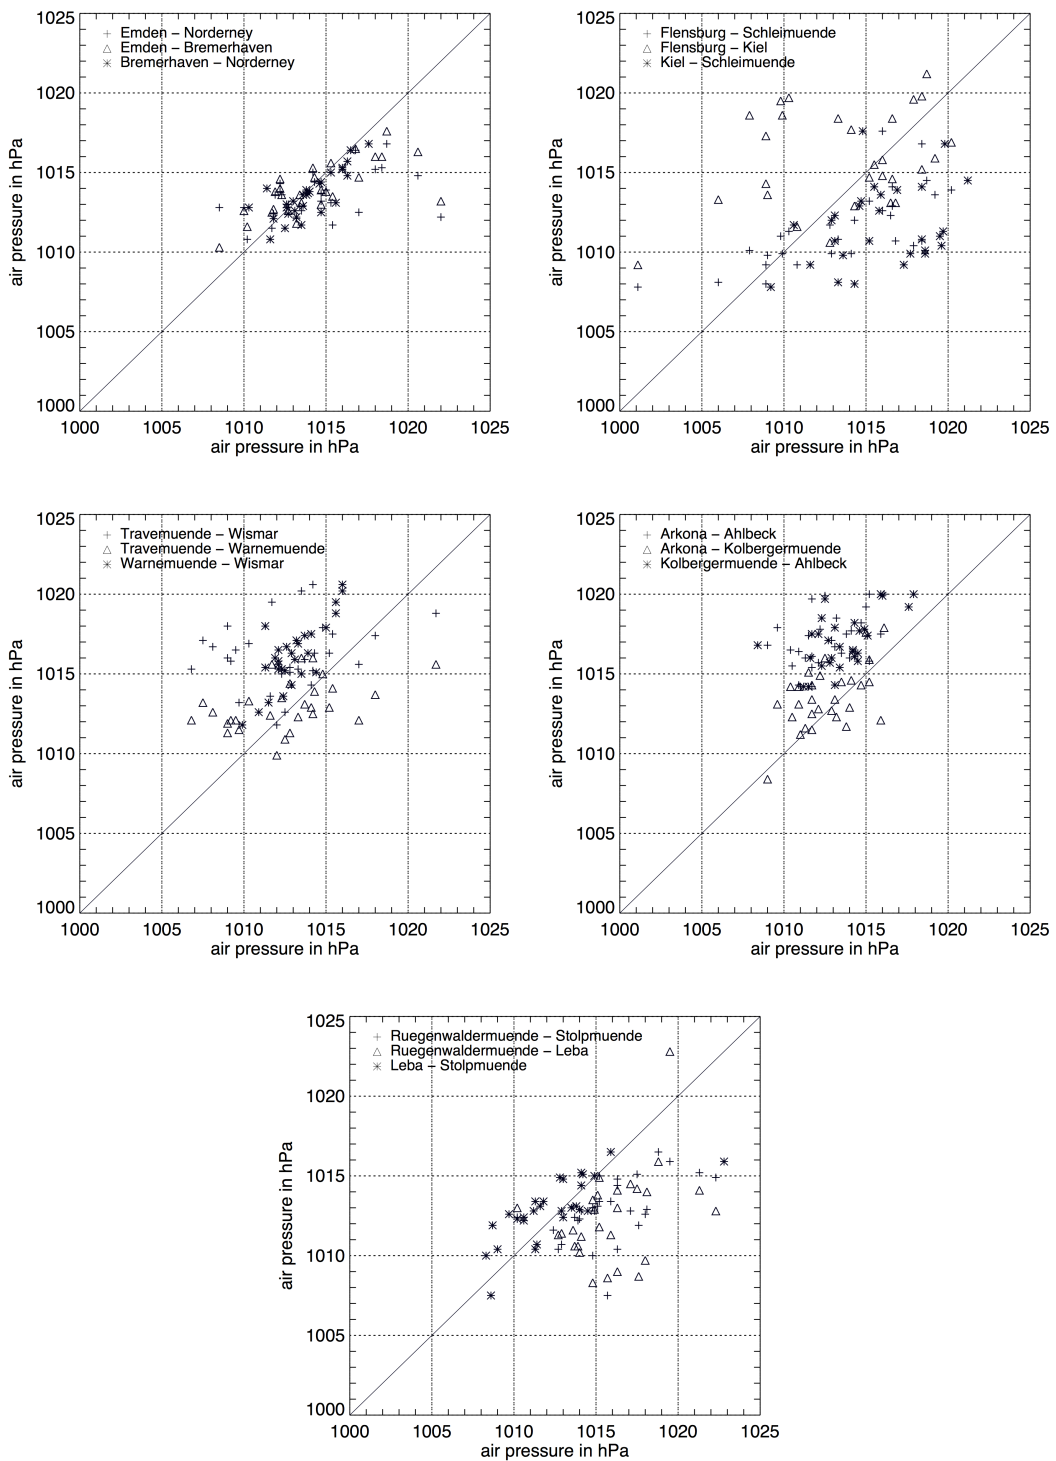 Emden – Norderney
Emden – Bremerhaven
Bremerhaven – Norderney
1025
1020
1015
1010
1005
1000
air pressure in hPa
1000 1005 1010 1015 1020 1025
air pressure in hPa
Flensburg – Schleimuende
Flensburg – Kiel
Kiel – Schleimuende
1025
1020
1015
1010
1005
1000
air pressure in hPa
1000 1005 1010 1015 1020 1025
air pressure in hPa
Travemuende – Wismar
Travemuende – Warnemuende
Warnemuende – Wismar
1025
1020
1015
1010
1005
1000
air pressure in hPa
1000 1005 1010 1015 1020 1025
air pressure in hPa
Arkona – Ahlbeck
Arkona – Kolbergermuende
Kolbergermuende – Ahlbeck
1025
1020
1015
1010
1005
1000
air pressure in hPa
1000 1005 1010 1015 1020 1025
air pressure in hPa
Ruegenwaldermuende – Stolpmuende
Ruegenwaldermuende – Leba
Leba – Stolpmuende
1025
1020
1015
1010
1005
1000
air pressure in hPa
1000 1005 1010 1015 1020 1025
air pressure in hPa